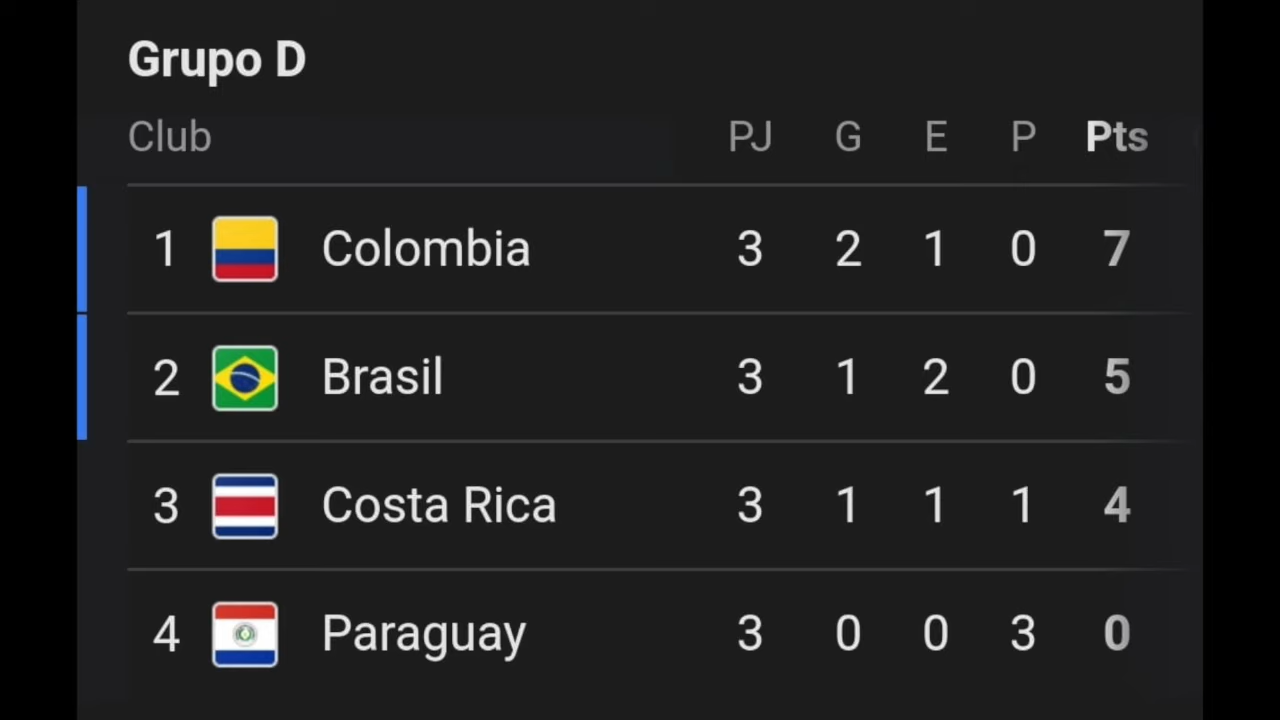 Grupo D
Club PJ G E P Pts
1 Colombia 3 2 1 0 7
2 Brasil 3 1 2 0 5
3 Costa Rica 3 1 1 1 4
4 Paraguay 3 0 0 3 0